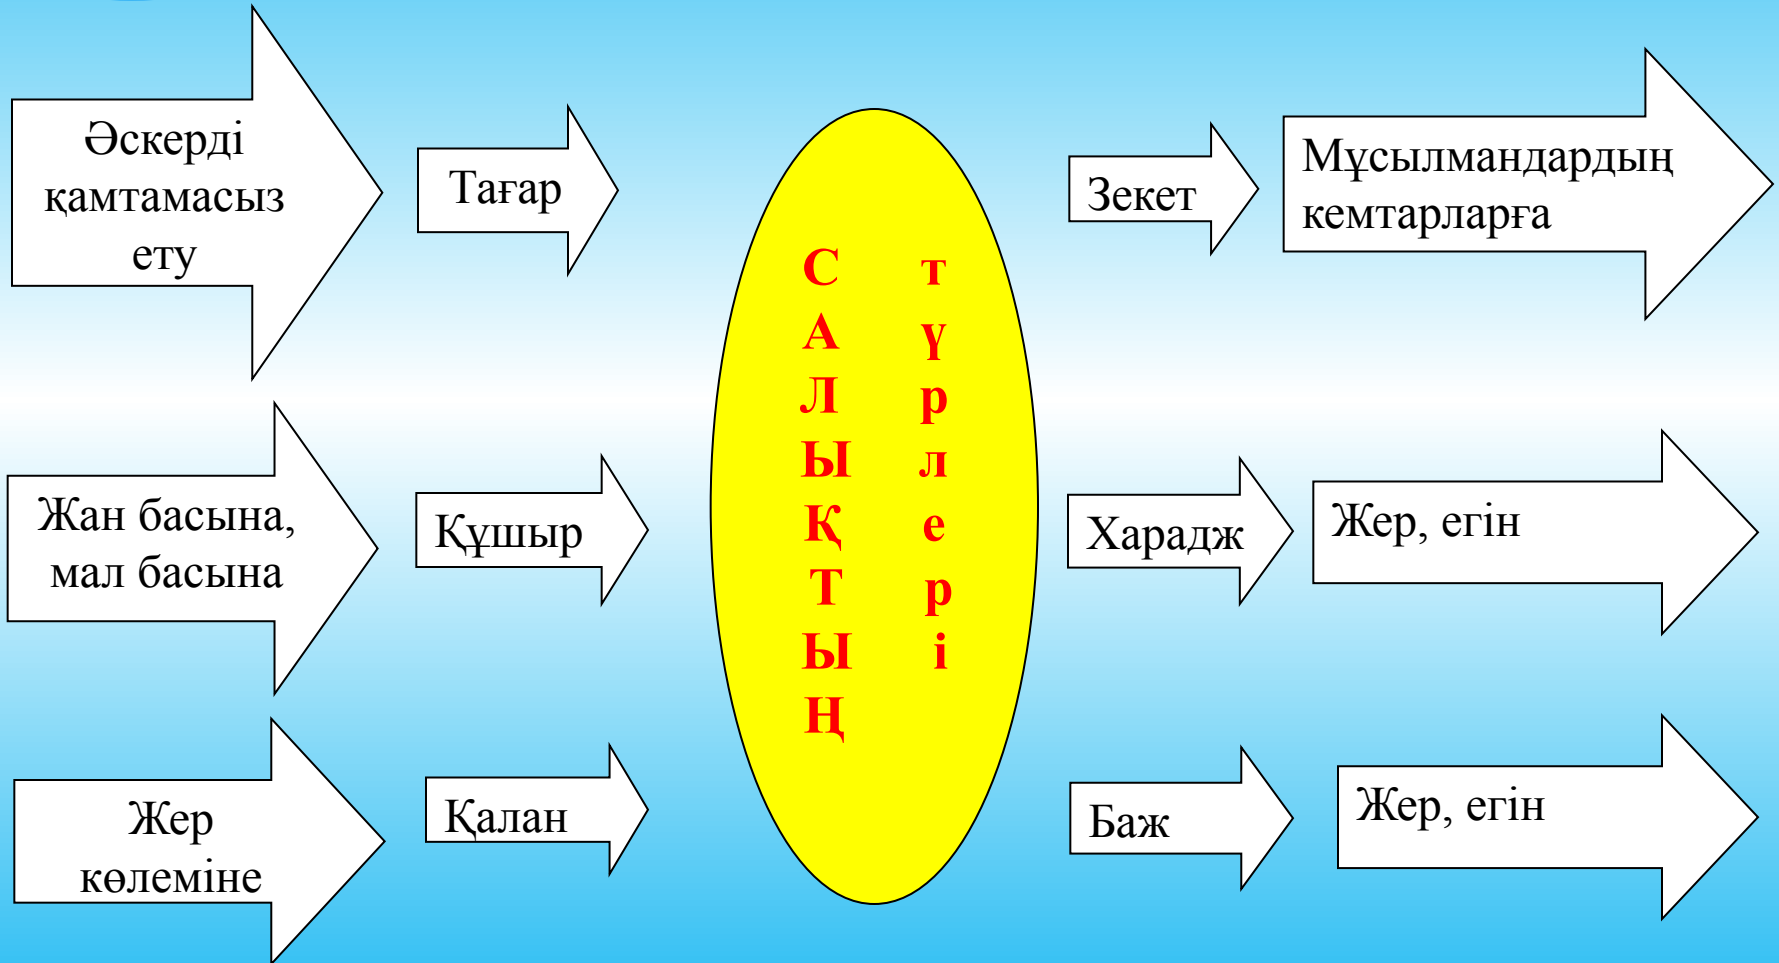 Әскерді
қамтамасыз
ету
Тағар
Зекет
Мұсылмандардың
кемтарларға
САЛЫҚТЫҢ
түрлері
Жан басына,
мал басына
Құшыр
Харадж
Жер, егін
Жер
көлеміне
Қалан
Баж
Жер, егін